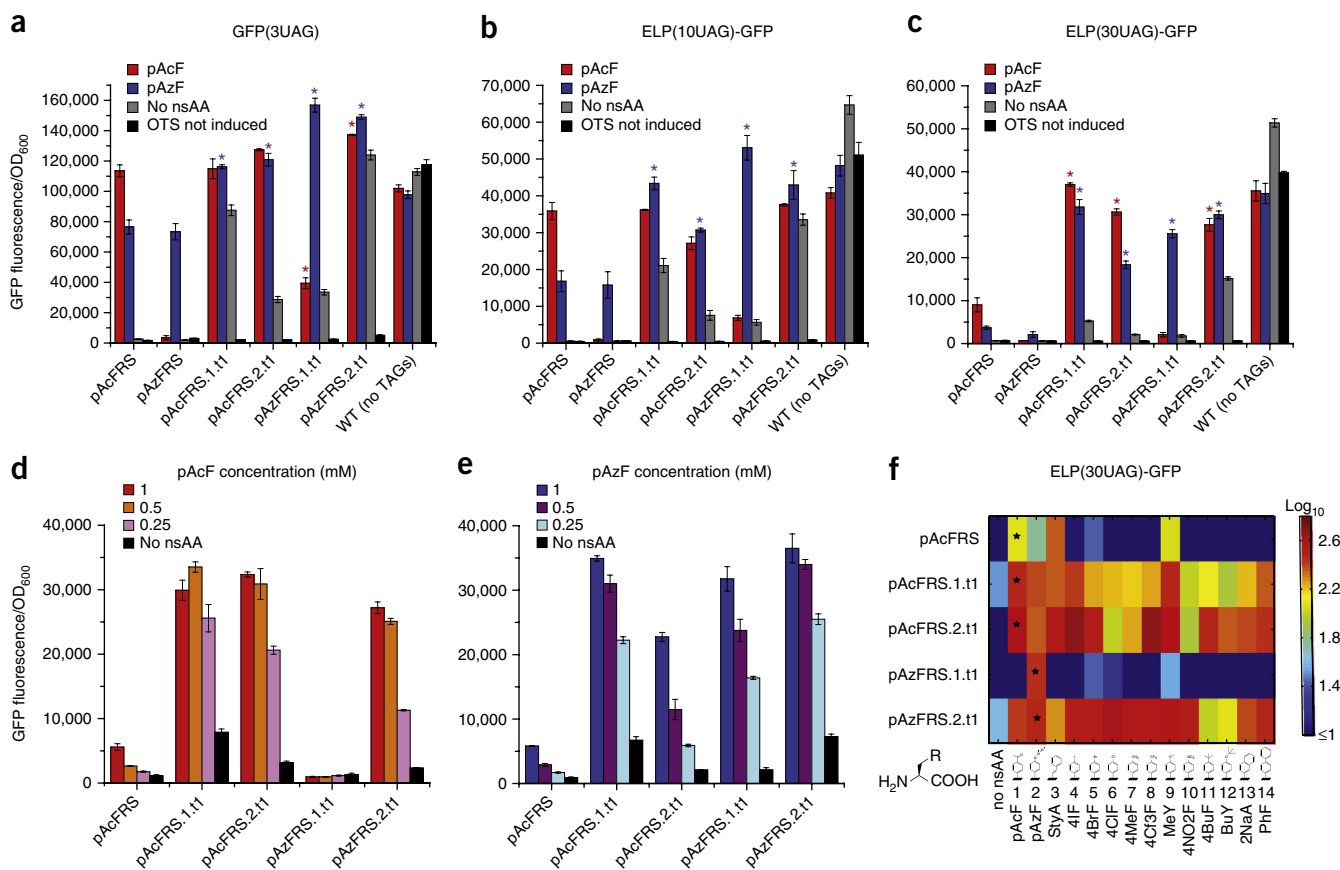 a
GFP(3UAG)
pAcF
pAzF
No nsAA
OTS not induced
GFP fluorescence/OD600
160,000
140,000
120,000
100,000
80,000
60,000
40,000
20,000
0
pAcFRS
pAzFRS
pAcFRS.1.t1
pAcFRS.2.t1
pAzFRS.1.t1
pAzFRS.2.t1
WT (no TAGs)
b
ELP(10UAG)-GFP
pAcF
pAzF
No nsAA
OTS not induced
70,000
60,000
50,000
40,000
30,000
20,000
10,000
0
pAcFRS
pAzFRS
pAcFRS.1.t1
pAcFRS.2.t1
pAzFRS.1.t1
pAzFRS.2.t1
WT (no TAGs)
c
ELP(30UAG)-GFP
pAcF
pAzF
No nsAA
OTS not induced
60,000
50,000
40,000
30,000
20,000
10,000
0
pAcFRS
pAzFRS
pAcFRS.1.t1
pAcFRS.2.t1
pAzFRS.1.t1
pAzFRS.2.t1
WT (no TAGs)
d
pAcF concentration (mM)
1
0.5
0.25
No nsAA
GFP fluorescence/OD600
40,000
30,000
20,000
10,000
0
pAcFRS
pAcFRS.1.t1
pAcFRS.2.t1
pAzFRS.1.t1
pAzFRS.2.t1
e
pAzF concentration (mM)
1
0.5
0.25
No nsAA
40,000
30,000
20,000
10,000
0
pAcFRS
pAcFRS.1.t1
pAcFRS.2.t1
pAzFRS.1.t1
pAzFRS.2.t1
f
ELP(30UAG)-GFP
Log10
2.6
2.2
1.8
1.4
≤1
pAcFRS
pAcFRS.1.t1
pAcFRS.2.t1
pAzFRS.1.t1
pAzFRS.2.t1
R
H2N
COOH
no nsAA
pAcF 1
pAzF 2
StyA 3
4IF 4
4BrF 5
4ClF 6
4MeF 7
4Cf3F 8
MeY 9
4NO2F 10
4BuF 11
BuY 12
2NaA 13
PhF 14